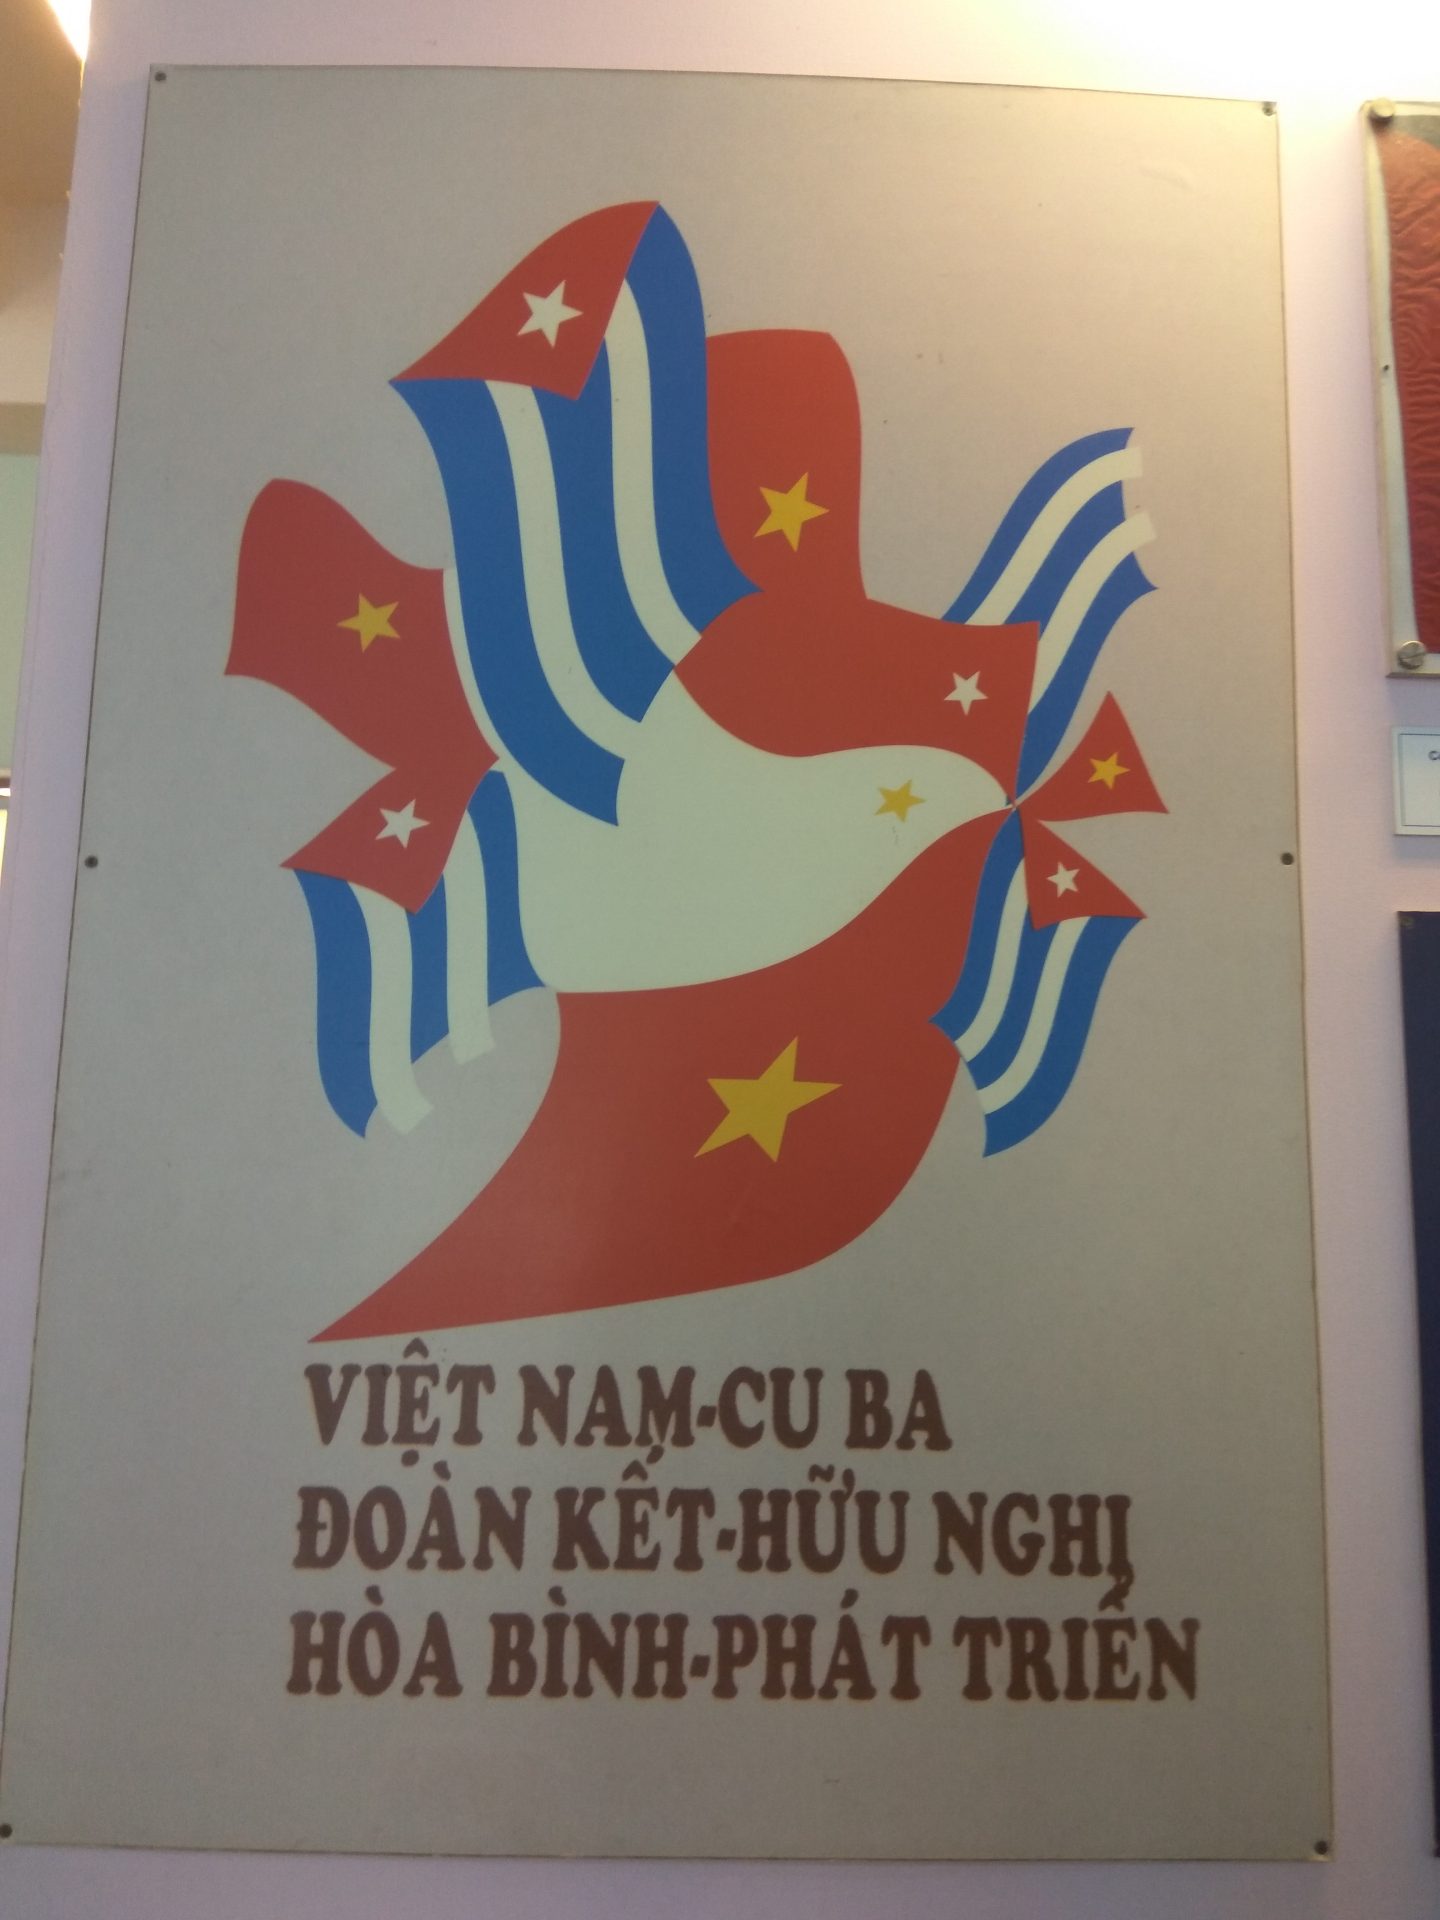 VIỆT NAM-CU BA
ĐOÀN KẾT-HỮU NGHỊ
HÒA BÌNH-PHÁT TRIỂN